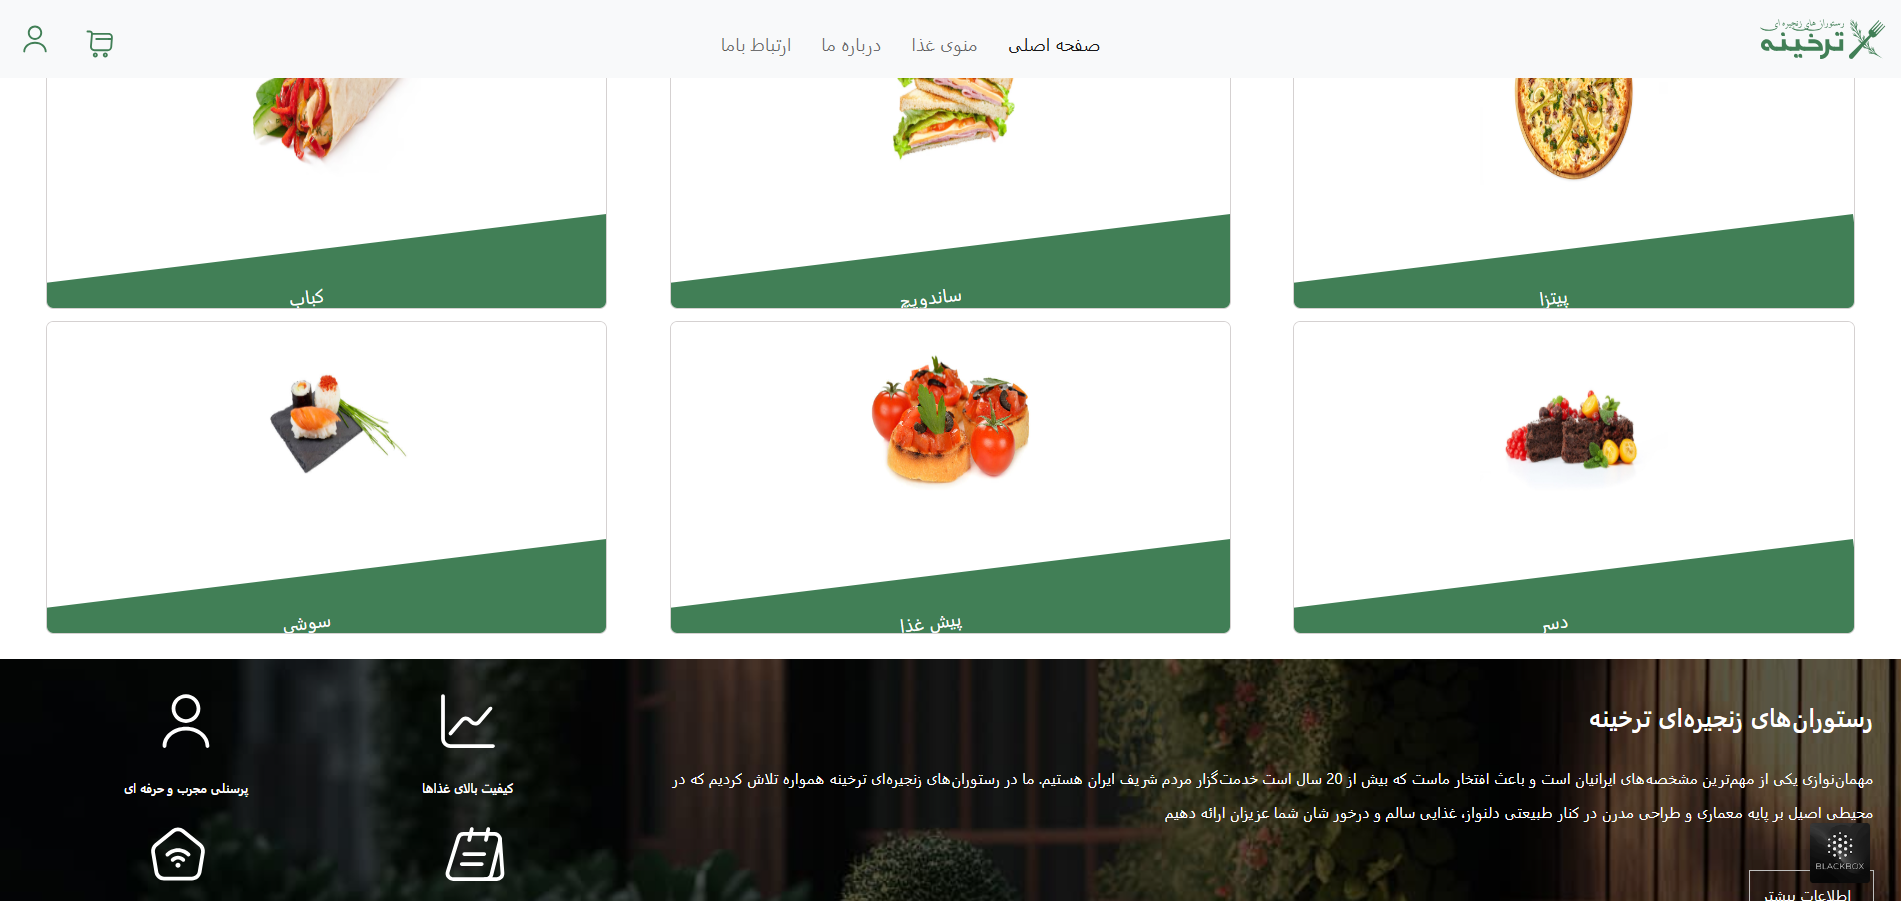 رستوران های زنجیره ای
ترخینه
صفحه اصلی
منوی غذا
درباره ما
ارتباط باما
پیتزا
ساندویچ
کباب
دسر
پیش غذا
سوشی
رستوران‌های زنجیره‌ای ترخینه
مهمان‌نوازی یکی از مهم‌ترین مشخصه‌های ایرانیان است و باعث افتخار ماست که بیش از 20 سال است خدمت‌گزار مردم شریف ایران هستیم. ما در رستوران‌های زنجیره‌ای ترخینه همواره تلاش کردیم که در
محیطی اصیل بر پایه معماری و طراحی مدرن در کنار طبیعتی دلنواز، غذایی سالم و درخور شان شما عزیزان ارائه دهیم
اطلاعات بیشتر
کیفیت بالای غذاها
پرسنلی مجرب و حرفه ای
BLACKBOX